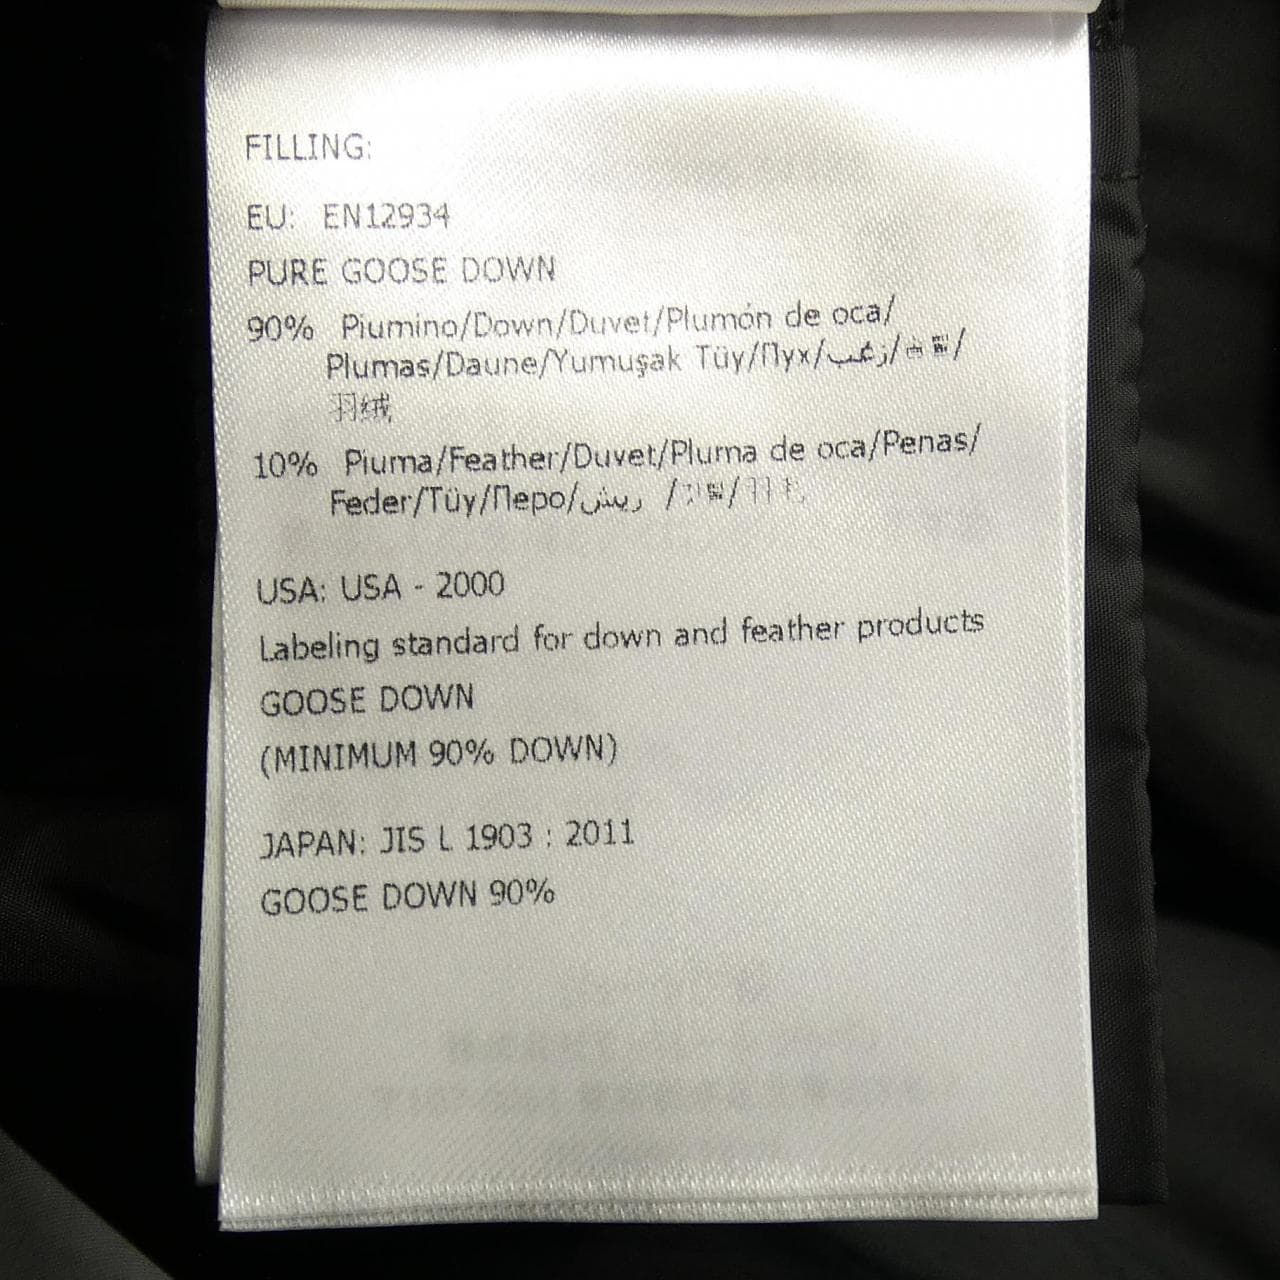 FILLING:
EU: EN12934
PURE GOOSE DOWN
90% Piumino/Down/Duvet/Plumón de oca/
Plumas/Daune/Yumuşak Tüy/Пух/زغب/
羽绒
10% Piuma/Feather/Duvet/Pluma de oca/Penas/
Feder/Tüy/Перо/ريش /
USA: USA - 2000
Labeling standard for down and feather products
GOOSE DOWN
(MINIMUM 90% DOWN)
JAPAN: JIS L 1903 : 2011
GOOSE DOWN 90%